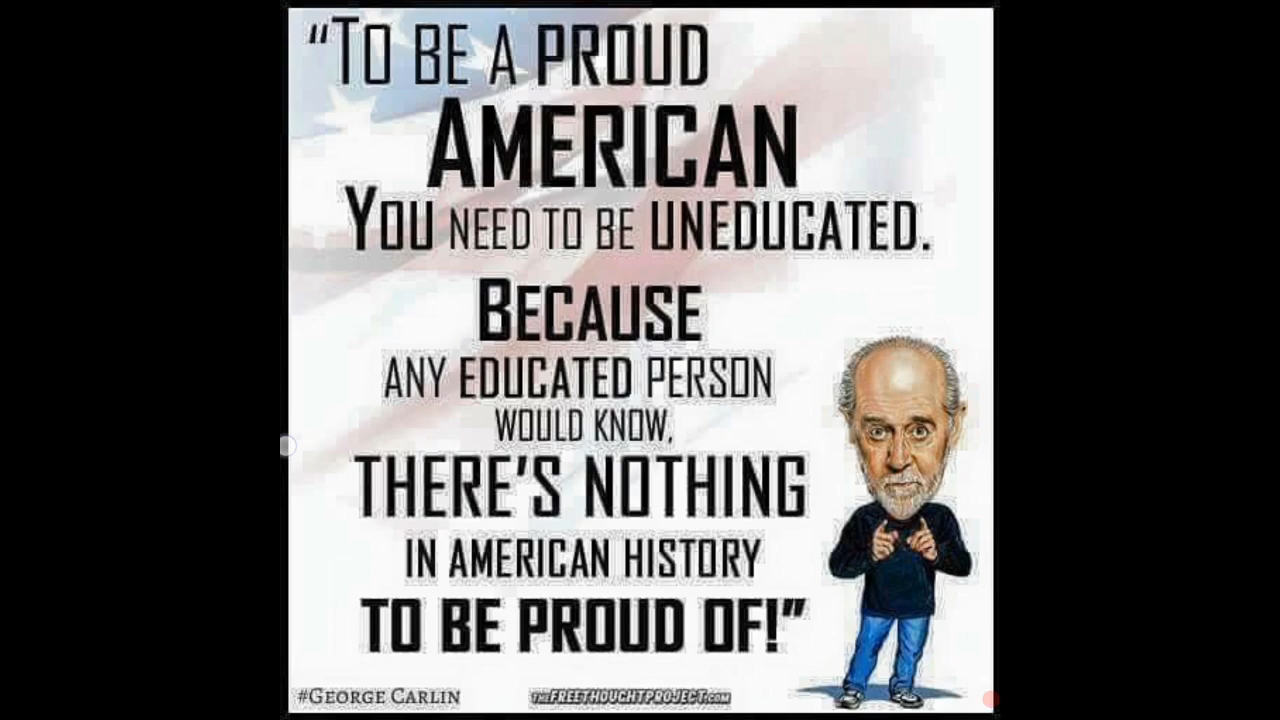 “TO BE A PROUD
AMERICAN
YOU NEED TO BE UNEDUCATED.
BECAUSE
ANY EDUCATED PERSON
WOULD KNOW,
THERE’S NOTHING
IN AMERICAN HISTORY
TO BE PROUD OF!”
#GEORGE CARLIN
THEFREETHOUGHTPROJECT.COM